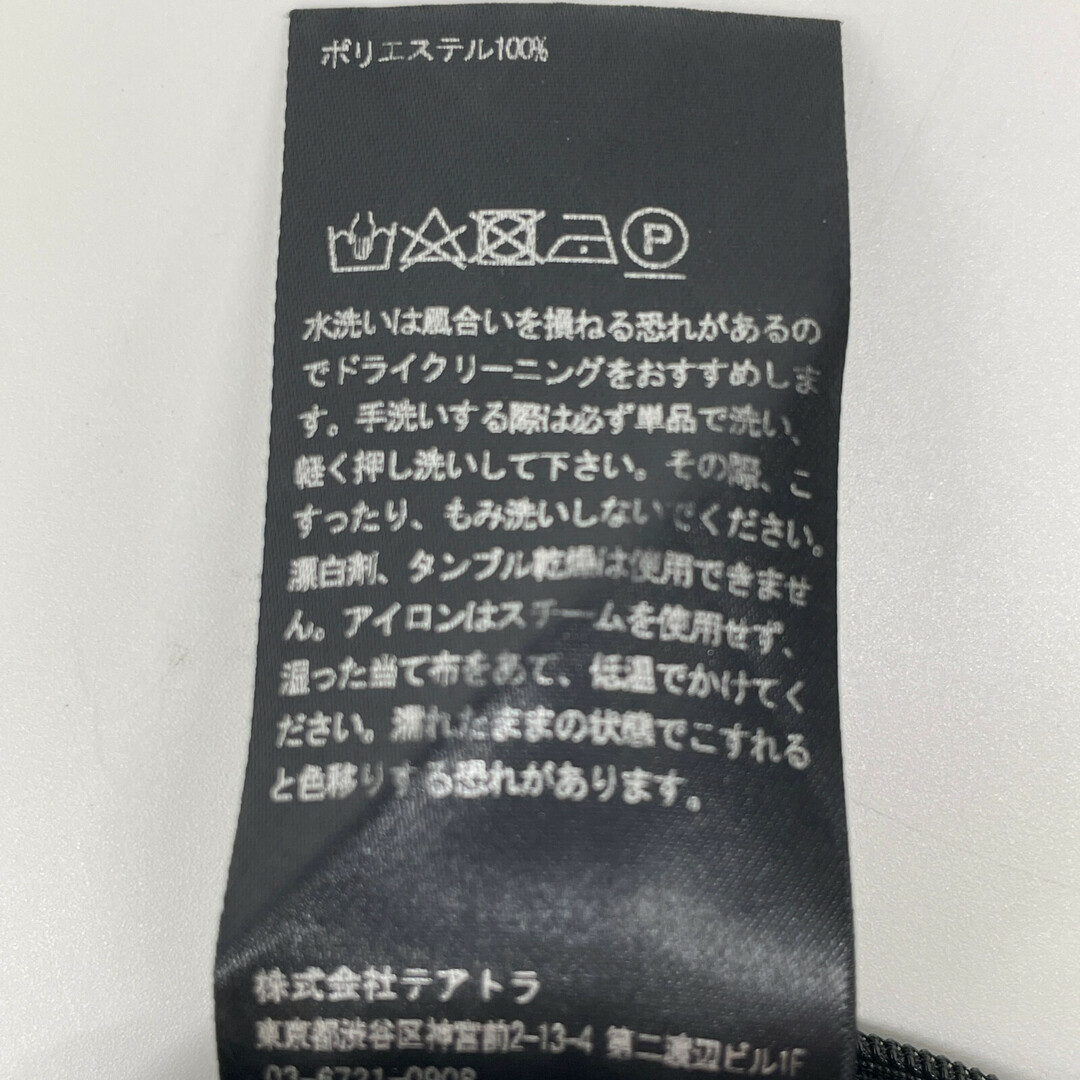 ポリエステル100%
P
水洗いは風合いを損ねる恐れがあるの
でドライクリーニングをおすすめしま
す。手洗いする際は必ず単品で洗い、
軽く押し洗いして下さい。その際、こ
すったり、もみ洗いしないでください。
漂白剤、タンブル乾燥は使用できませ
ん。アイロンはスチームを使用せず、
湿った当て布をあて、低温でかけてく
ださい。濡れたままの状態でこすれる
と色移りする恐れがあります。
株式会社テアトラ
東京都渋谷区神宮前2-13-4 第二渡辺ビル1F
03-6721-0908